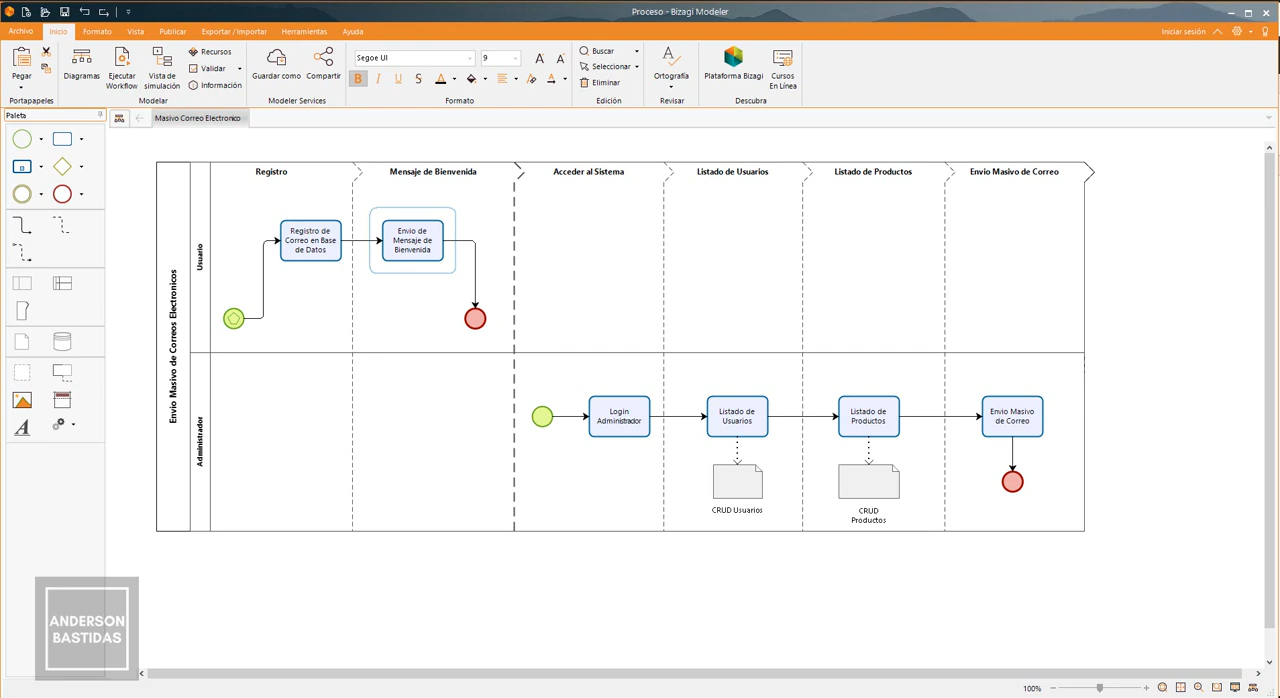 Proceso - Bizagi Modeler
Archivo Inicio Formato Vista Publicar Exportar / Importar Herramientas Ayuda Iniciar sesión
Pegar
Portapapeles
Diagramas
Ejecutar
Workflow
Vista de
simulación
Recursos
Validar
Información
Modelar
Guardar como
Compartir
Modeler Services
Segoe UI 9
B I U S A A A A
Formato
Buscar
Seleccionar
Eliminar
Edición
Ortografía
Revisar
Plataforma Bizagi
Cursos
En Línea
Descubra
Paleta
Masivo Correo Electronico
Registro Mensaje de Bienvenida Acceder al Sistema Listado de Usuarios Listado de Productos Envio Masivo de Correo
Envio Masivo de Correos Electronicos
Usuario
Registro de
Correo en Base
de Datos
Envio de
Mensaje de
Bienvenida
Administrador
Login
Administrador
Listado de
Usuarios
Listado de
Productos
Envio Masivo
de Correo
CRUD Usuarios
CRUD
Productos
A
ANDERSON
BASTIDAS
100%